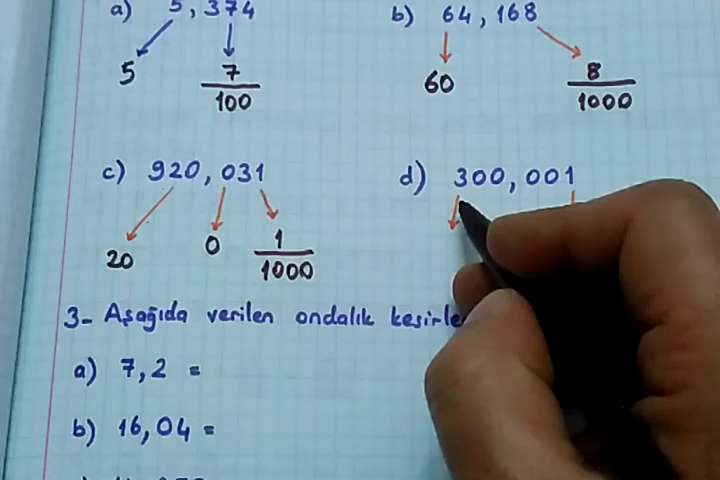 a) 5,374
5
7
100
b) 64,168
60
8
1000
c) 920,031
20
0
1
1000
d) 300,001
3- Aşağıda verilen ondalık
a) 7,2 =
b) 16,04 =